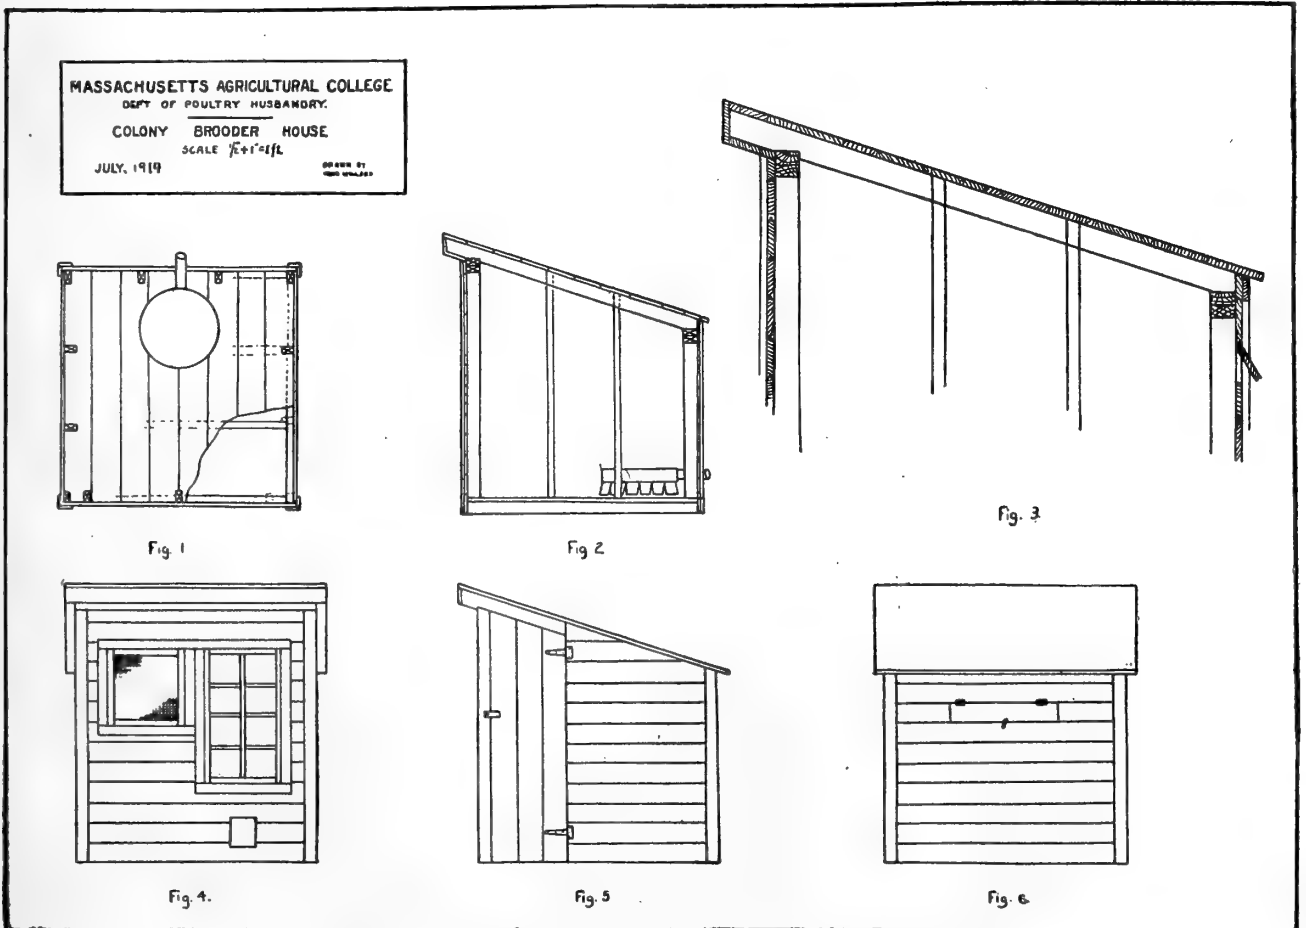 MASSACHUSETTS AGRICULTURAL COLLEGE
DEPT OF POULTRY HUSBANDRY.
COLONY BROODER HOUSE
SCALE
JULY, 1919
DRAWN BY
Fig. 1
Fig 2
Fig. 3
Fig. 4.
Fig. 5
Fig. 6